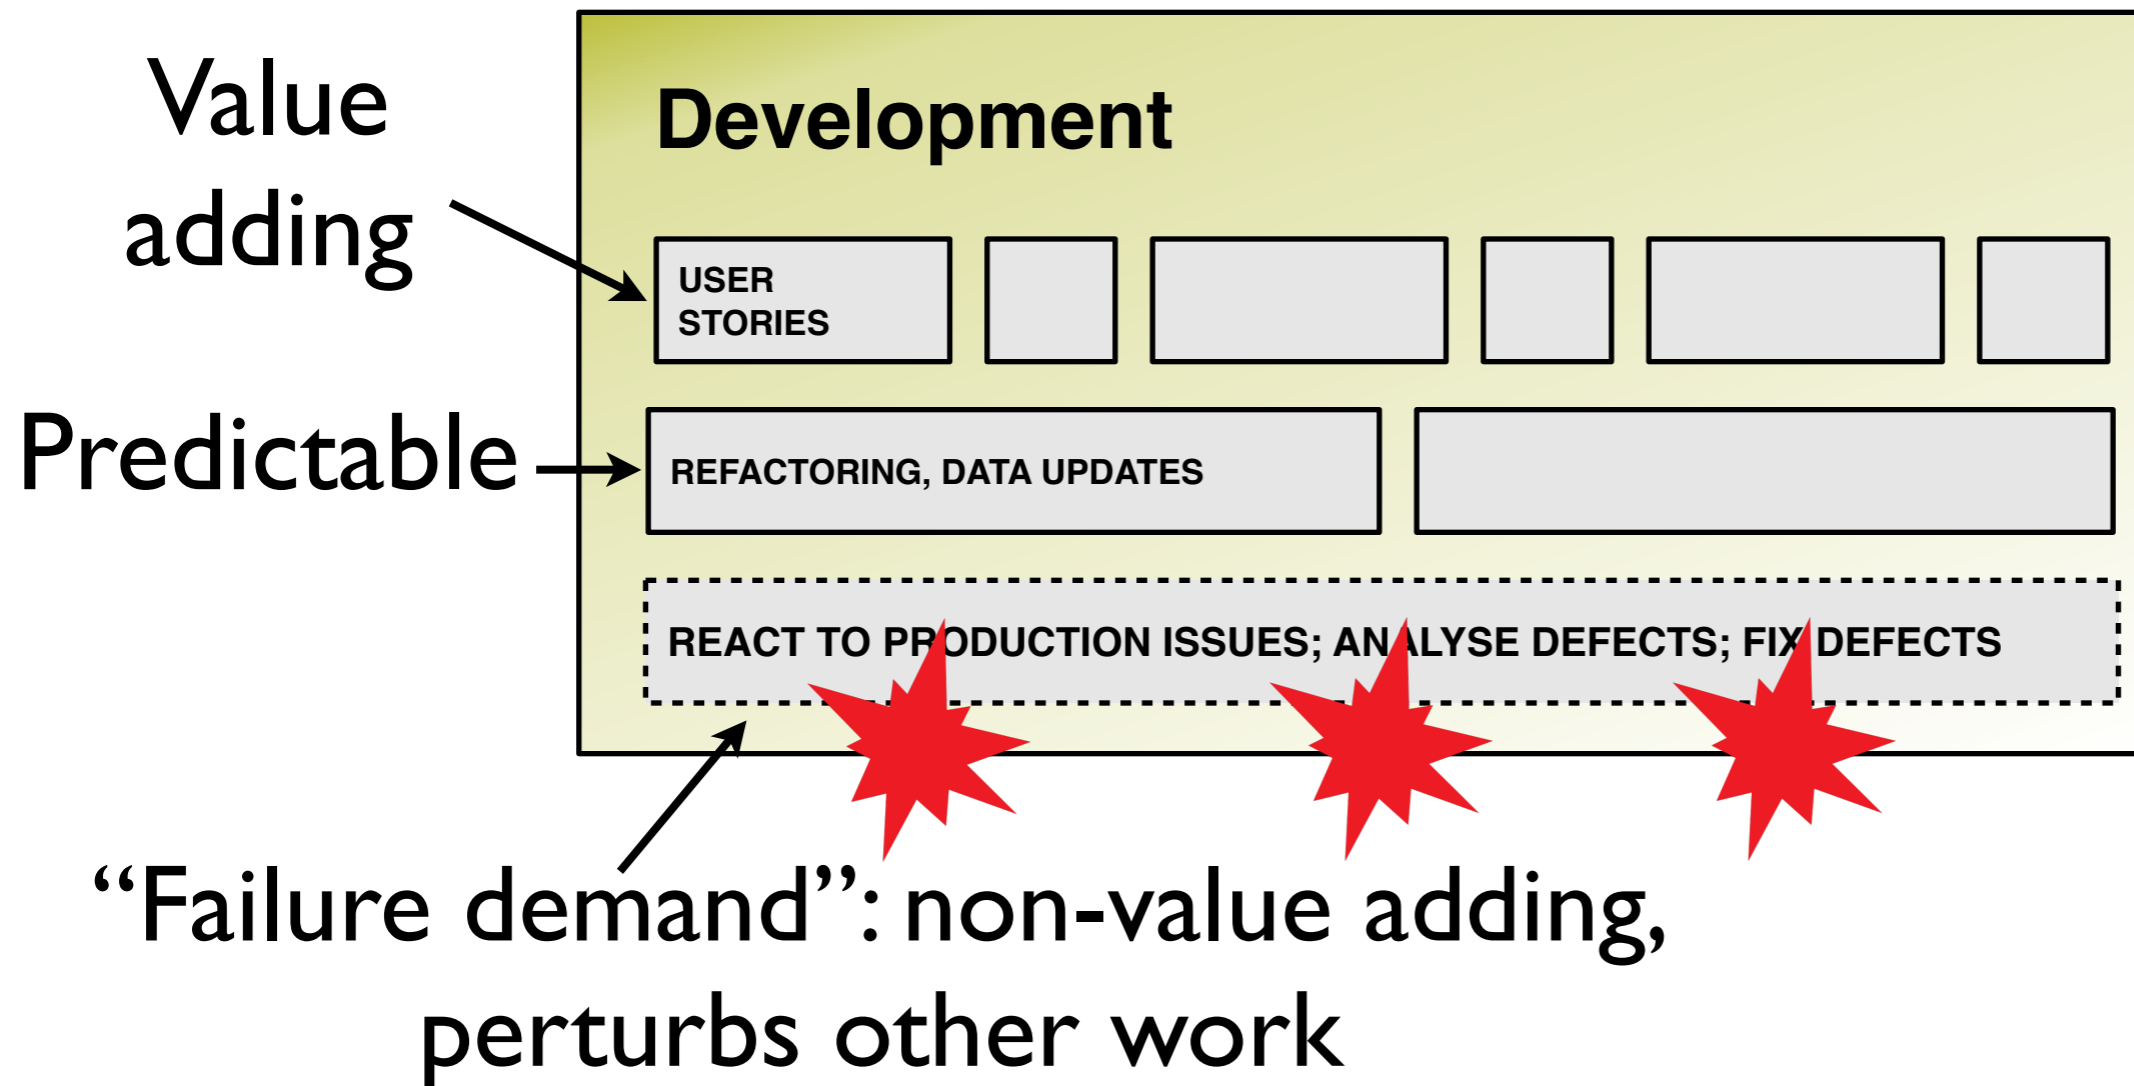 Value
adding
Development
USER
STORIES
Predictable
REFACTORING, DATA UPDATES
REACT TO PRODUCTION ISSUES; ANALYSE DEFECTS; FIX DEFECTS
“Failure demand”: non-value adding,
perturbs other work